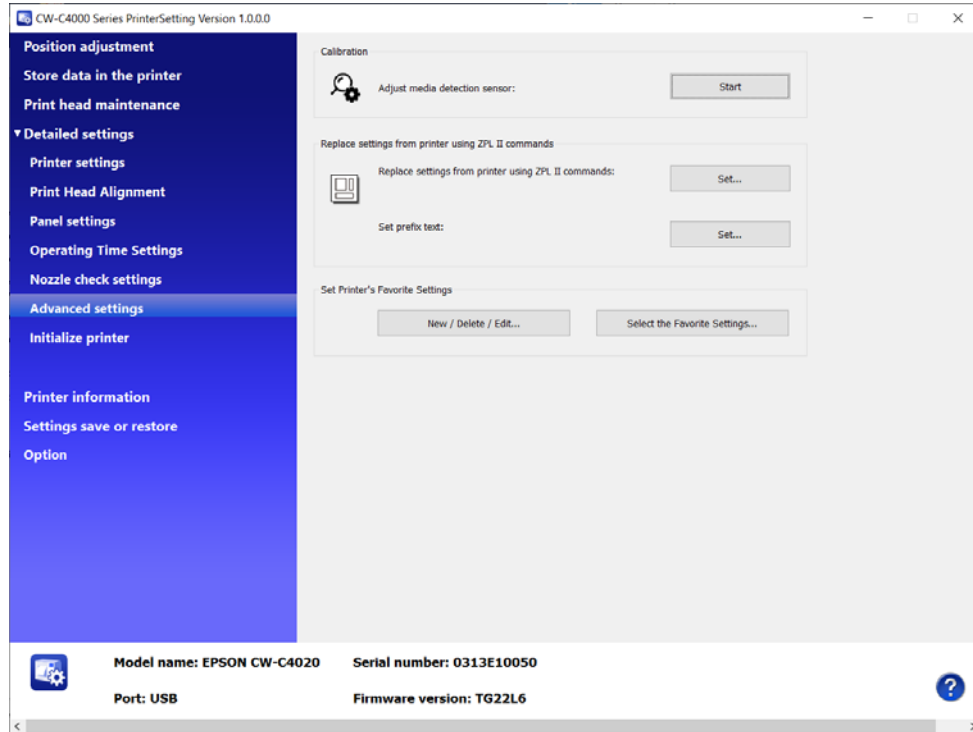 CW-C4000 Series PrinterSetting Version 1.0.0.0
Position adjustment
Store data in the printer
Print head maintenance
Detailed settings
Printer settings
Print Head Alignment
Panel settings
Operating Time Settings
Nozzle check settings
Advanced settings
Initialize printer
Printer information
Settings save or restore
Option
Calibration
Adjust media detection sensor:
Start
Replace settings from printer using ZPL II commands
Replace settings from printer using ZPL II commands:
Set...
Set prefix text:
Set...
Set Printer's Favorite Settings
New / Delete / Edit...
Select the Favorite Settings...
Model name: EPSON CW-C4020
Serial number: 0313E10050
Port: USB
Firmware version: TG22L6
?